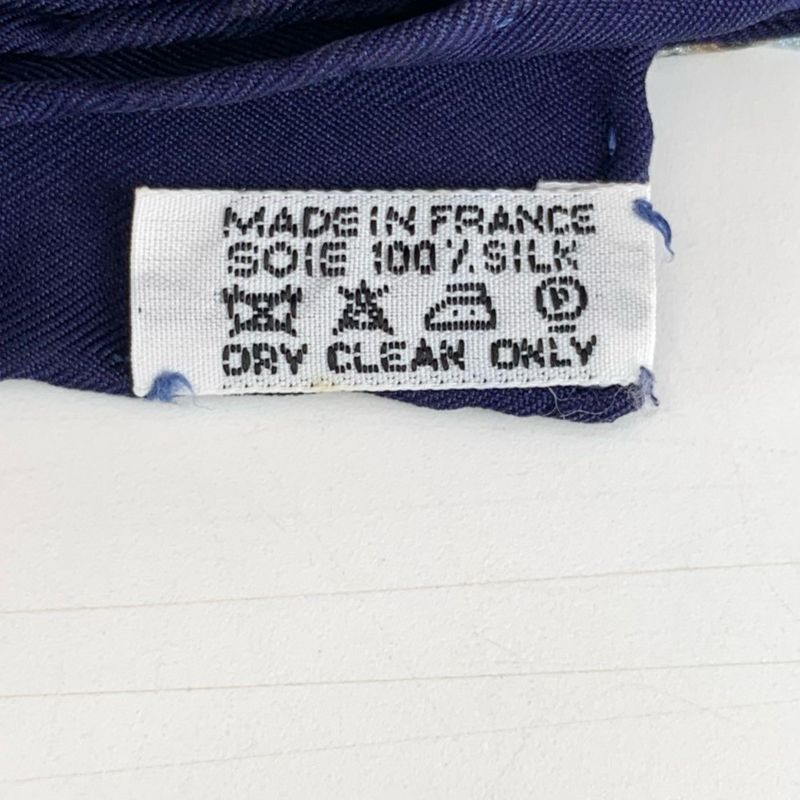 MADE IN FRANCE
SOIE 100% SILK
P
DRY CLEAN ONLY